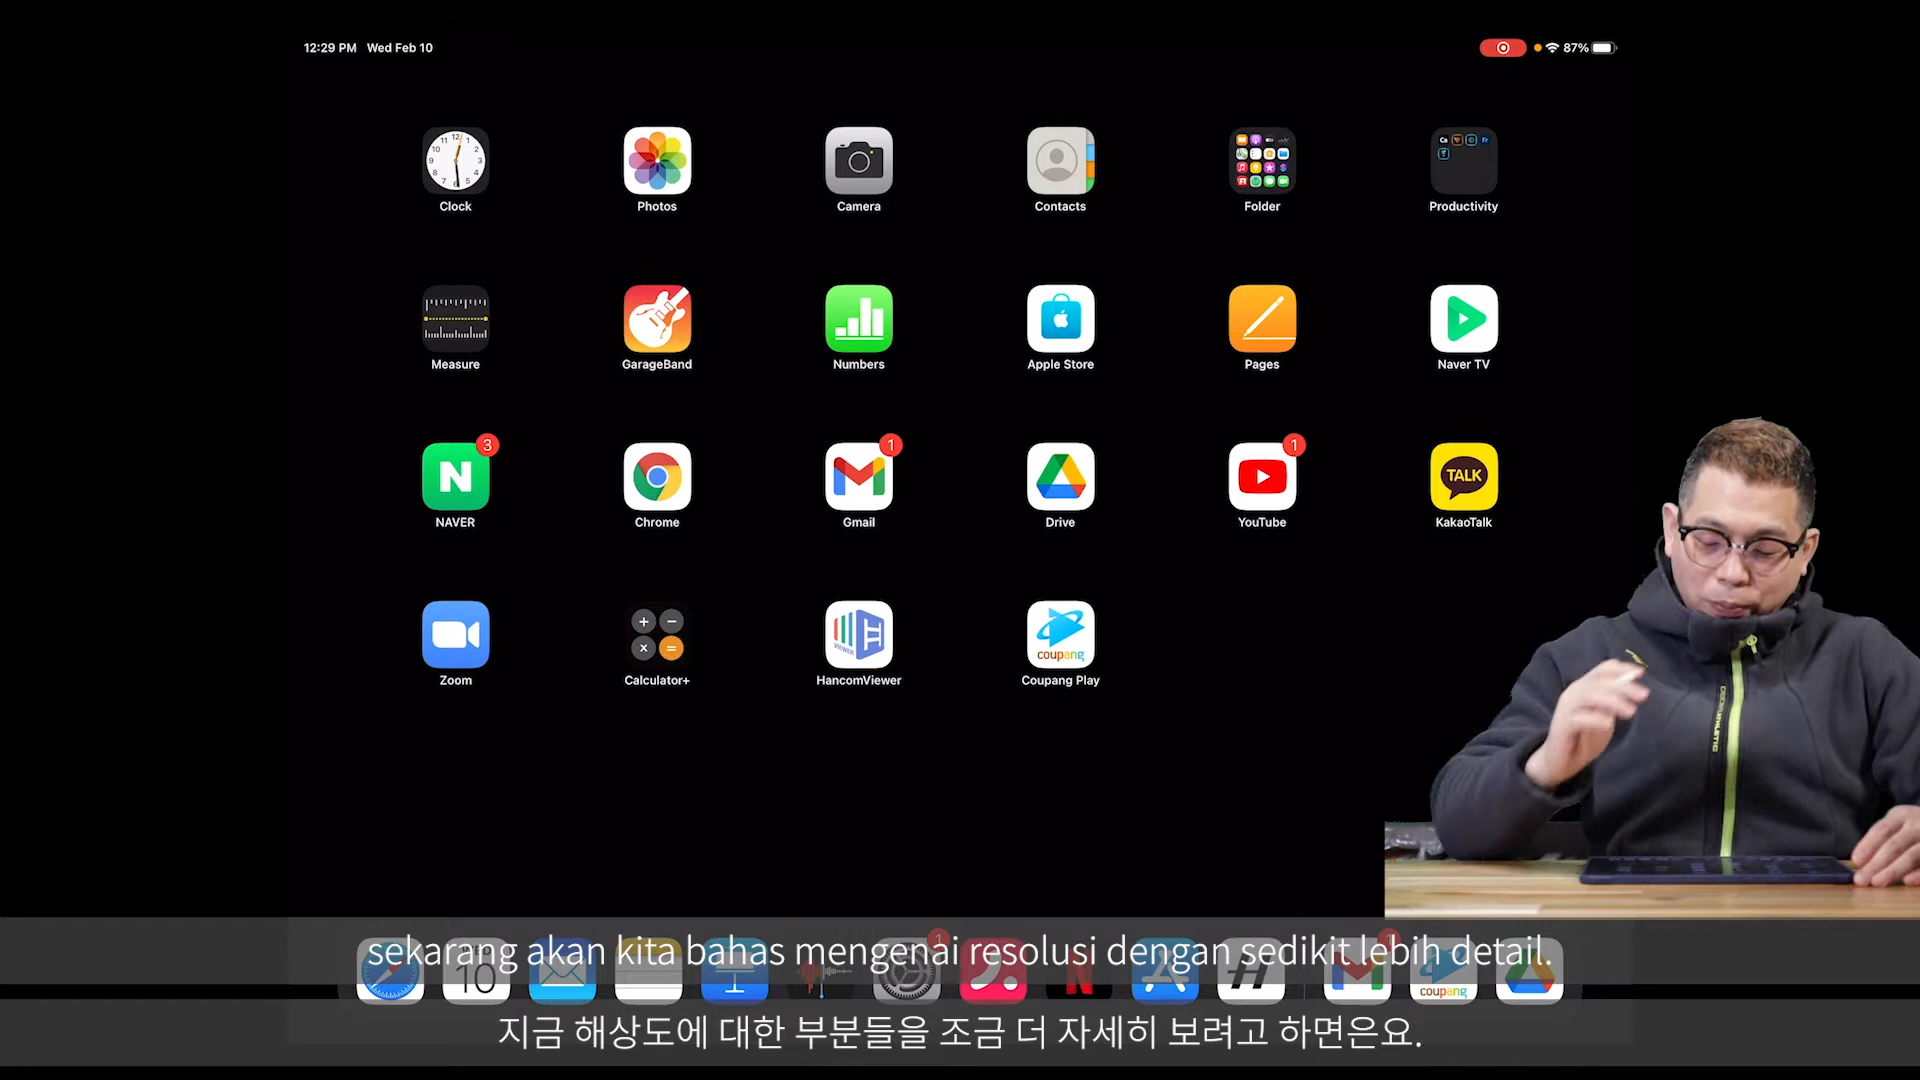 12:29 PM Wed Feb 10
87%
Clock
Photos
Camera
Contacts
Folder
Productivity
Measure
GarageBand
Numbers
Apple Store
Pages
Naver TV
3
1
1
N
TALK
NAVER
Chrome
Gmail
Drive
YouTube
KakaoTalk
VIEWER
coupang
Zoom
Calculator+
HancomViewer
Coupang Play
sekarang akan kita bahas mengenai resolusi dengan sedikit lebih detail.
10
coupang
지금 해상도에 대한 부분들을 조금 더 자세히 보려고 하면은요.